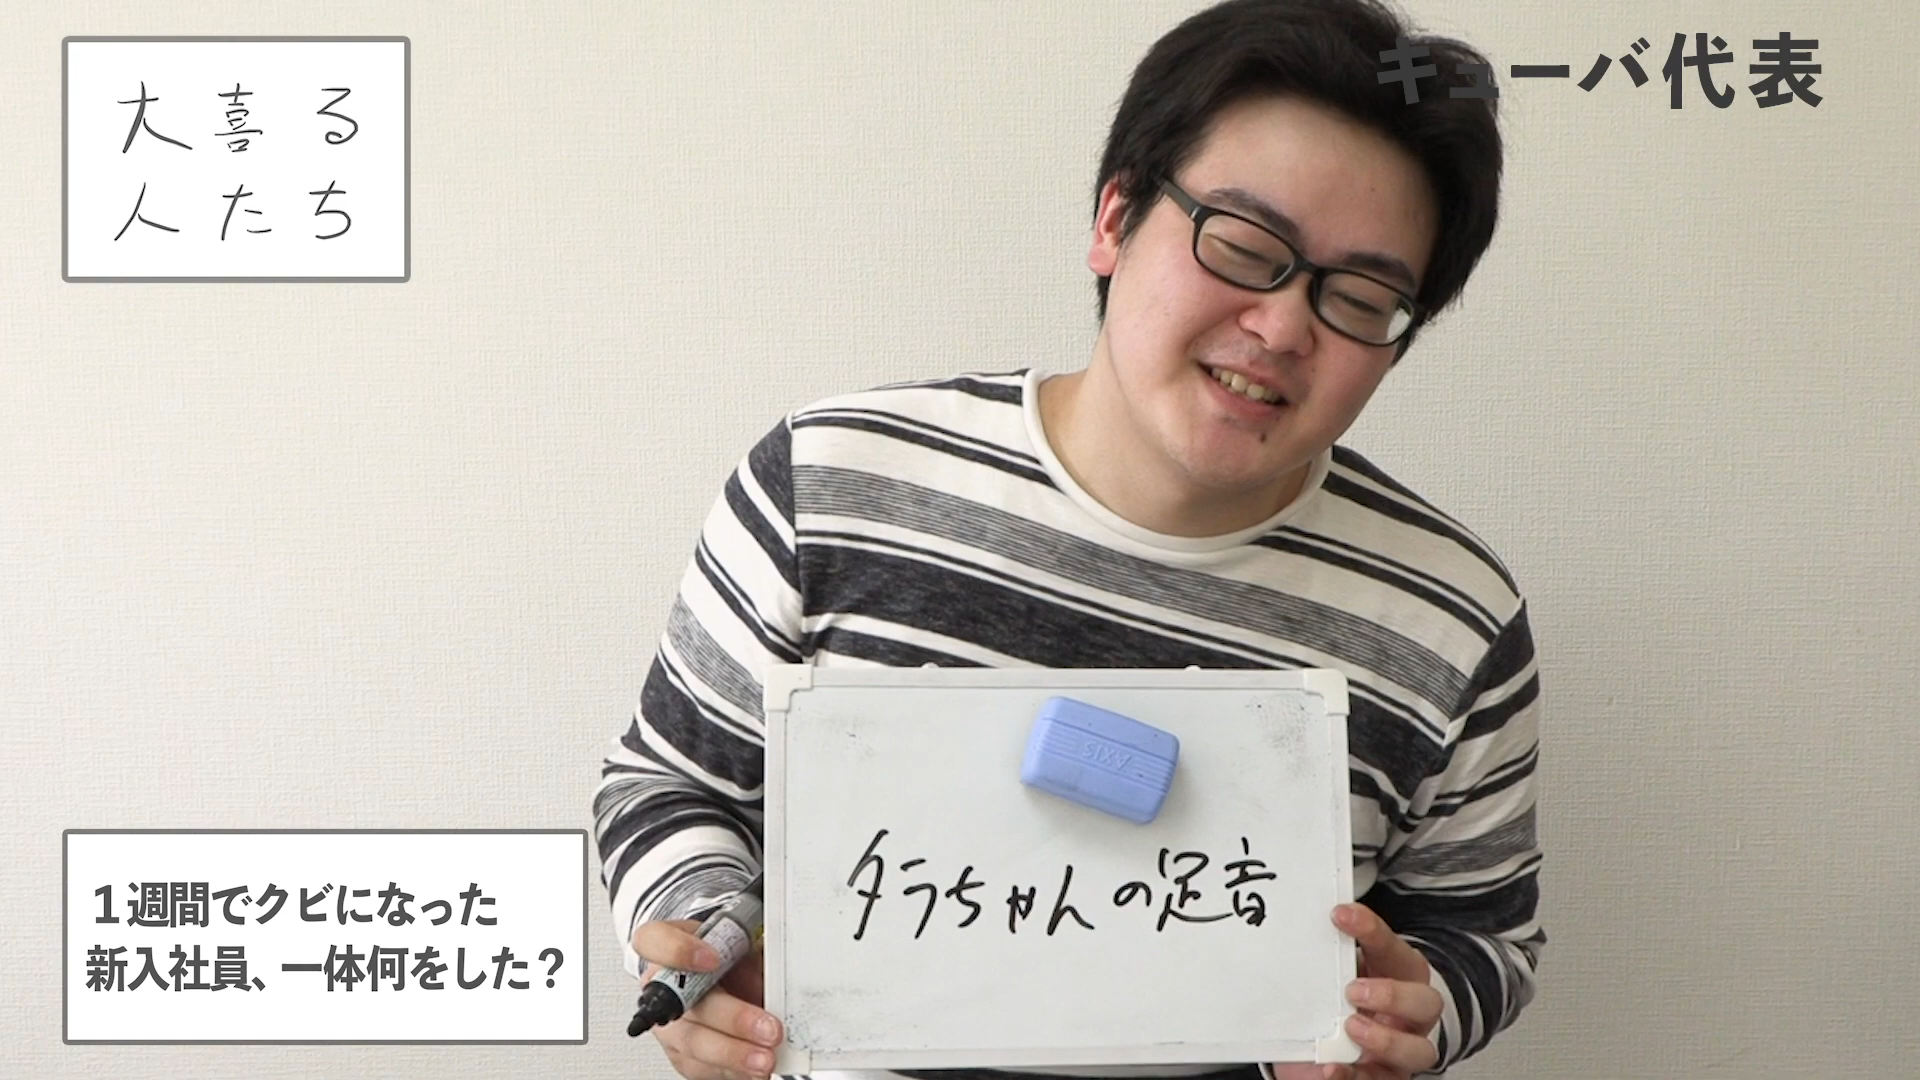 大喜る
人たち
キューバ代表
AXIS
タラちゃんの足音
１週間でクビになった
新入社員、一体何をした？